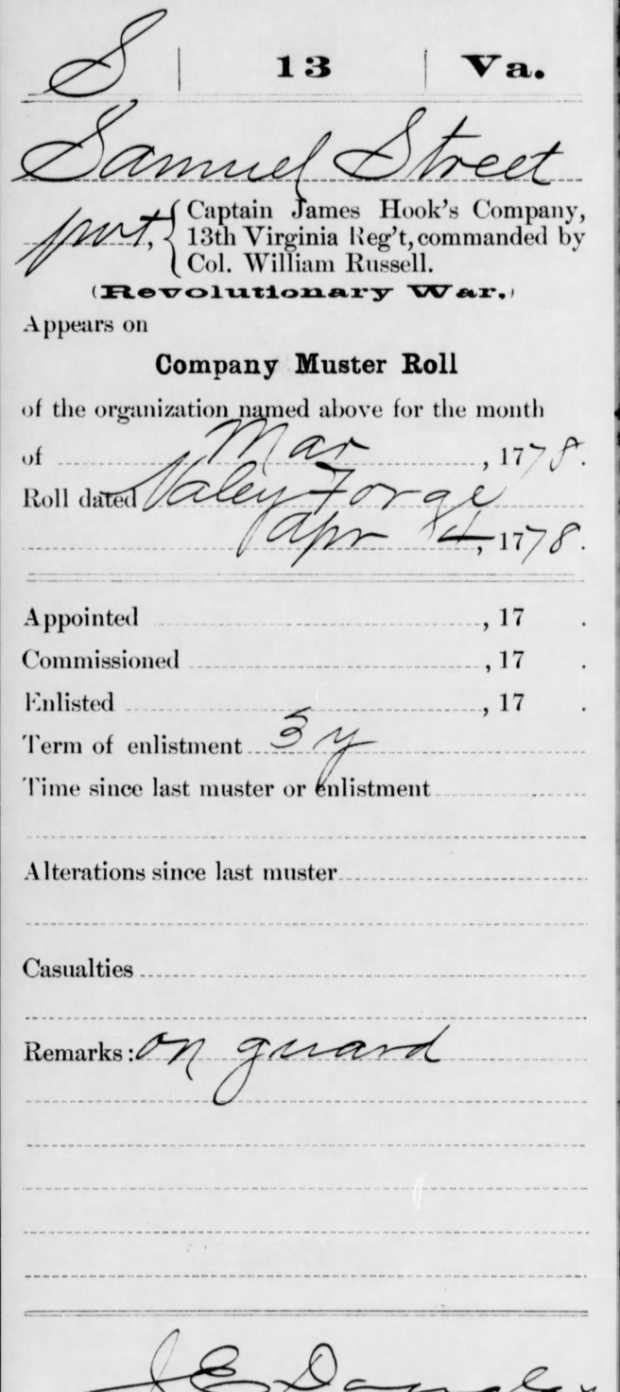 S | 13 | Va.
Samuel Street
pvt, { Captain James Hook's Company,
13th Virginia Reg't, commanded by
Col. William Russell.
(Revolutionary War.)
Appears on
Company Muster Roll
of the organization named above for the month
of Mar, 1778.
Roll dated Valey Forge
Apr 4, 1778.
Appointed , 17 .
Commissioned , 17 .
Enlisted , 17 .
Term of enlistment 3 y
Time since last muster or enlistment
Alterations since last muster
Casualties
Remarks: on guard
J E